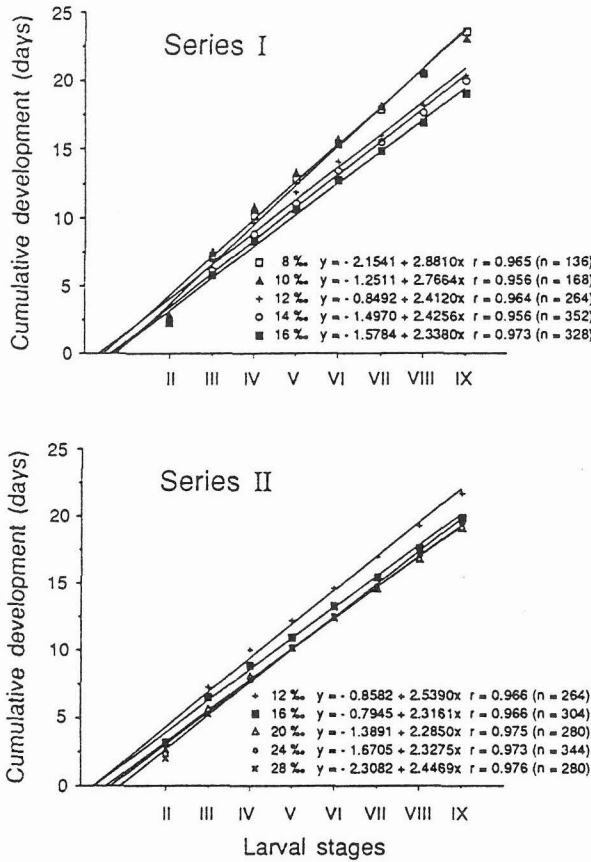 Series I
Cumulative development (days)
25
20
15
10
5
0
□ 8 ‰ y = - 2.1541 + 2.8810x r = 0.965 (n = 136)
▲ 10 ‰ y = - 1.2511 + 2.7664x r = 0.956 (n = 168)
+ 12 ‰ y = - 0.8492 + 2.4120x r = 0.964 (n = 264)
○ 14 ‰ y = - 1.4970 + 2.4256x r = 0.956 (n = 352)
■ 16 ‰ y = - 1.5784 + 2.3380x r = 0.973 (n = 328)
II III IV V VI VII VIII IX
Series II
Cumulative development (days)
25
20
15
10
5
0
+ 12 ‰ y = - 0.8582 + 2.5390x r = 0.966 (n = 264)
■ 16 ‰ y = - 0.7945 + 2.3161x r = 0.966 (n = 304)
△ 20 ‰ y = - 1.3891 + 2.2850x r = 0.975 (n = 280)
○ 24 ‰ y = - 1.6705 + 2.3275x r = 0.973 (n = 344)
× 28 ‰ y = - 2.3082 + 2.4469x r = 0.976 (n = 280)
II III IV V VI VII VIII IX
Larval stages